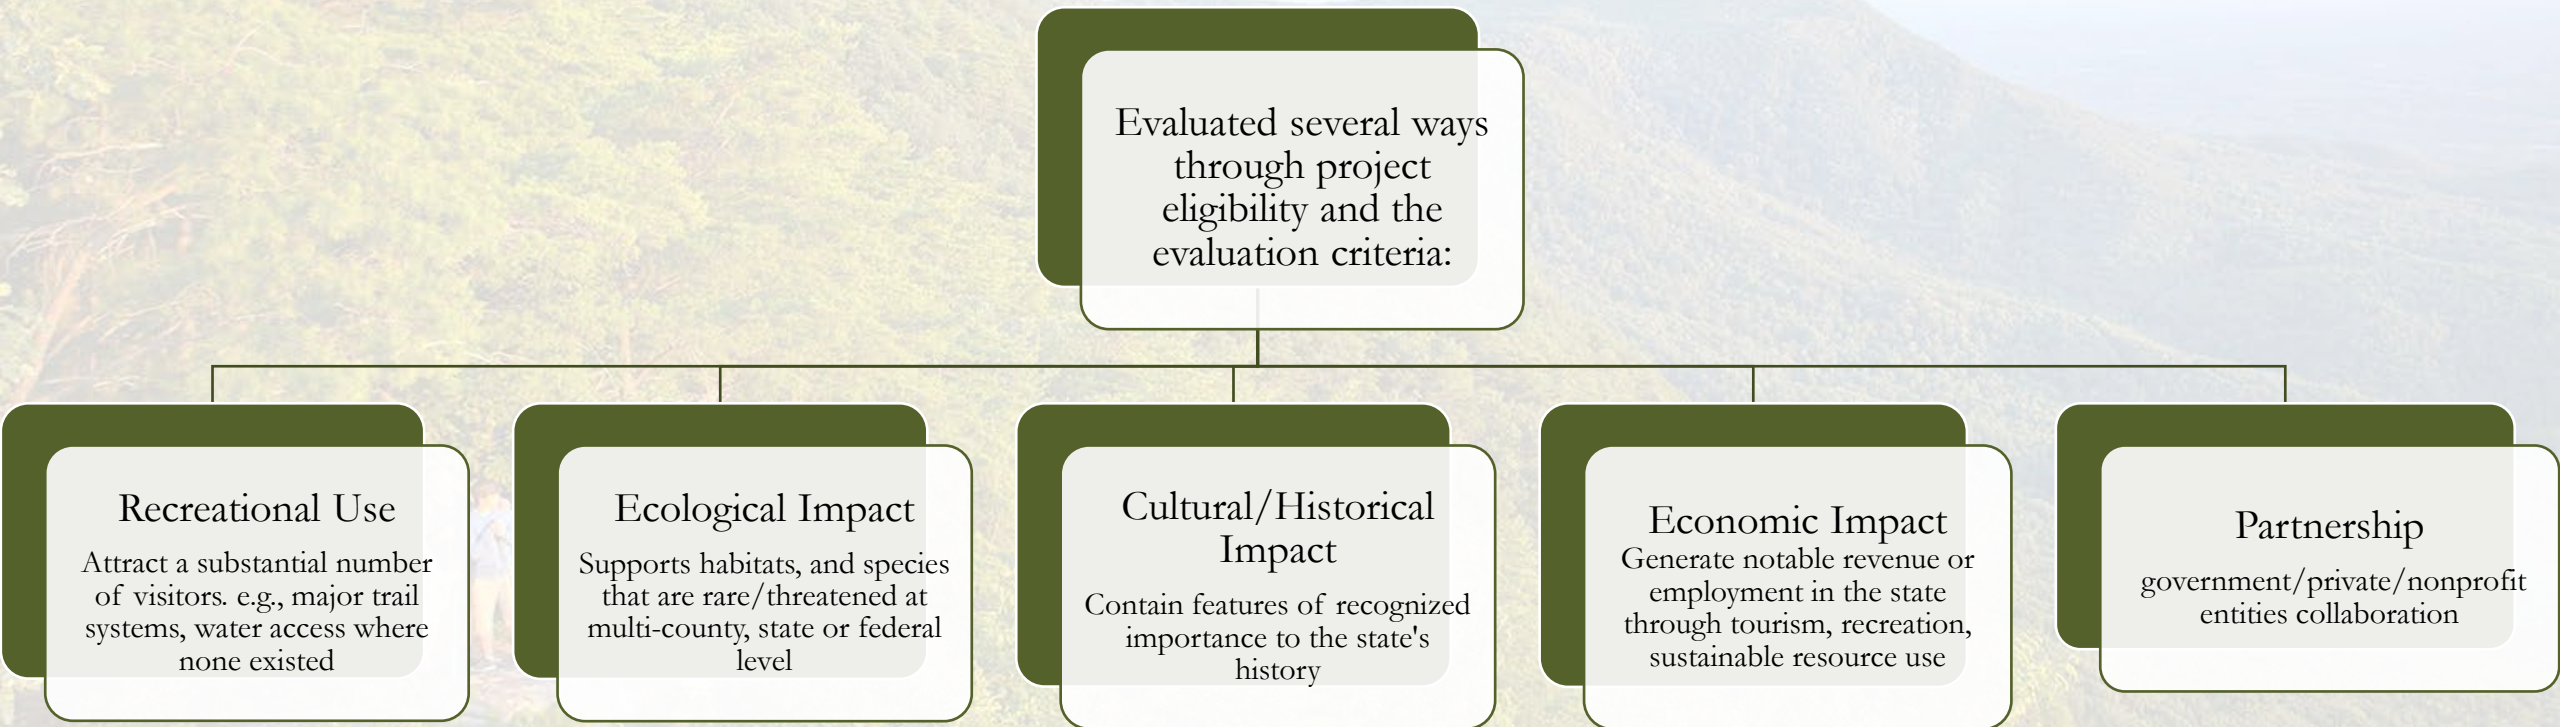 Evaluated several ways
through project
eligibility and the
evaluation criteria:
Recreational Use
Attract a substantial number
of visitors. e.g., major trail
systems, water access where
none existed
Ecological Impact
Supports habitats, and species
that are rare/threatened at
multi-county, state or federal
level
Cultural/Historical
Impact
Contain features of recognized
importance to the state's
history
Economic Impact
Generate notable revenue or
employment in the state
through tourism, recreation,
sustainable resource use
Partnership
government/private/nonprofit
entities collaboration